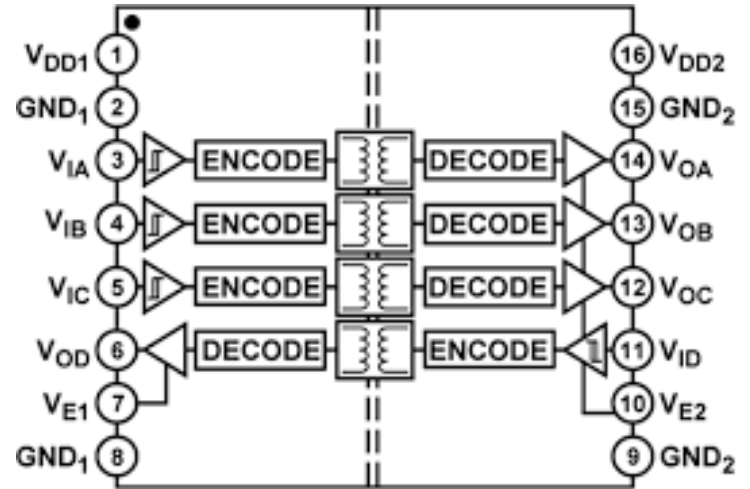 VDD1 1 16 VDD2
GND1 2 15 GND2
VIA 3 ENCODE DECODE 14 VOA
VIB 4 ENCODE DECODE 13 VOB
VIC 5 ENCODE DECODE 12 VOC
VOD 6 DECODE ENCODE 11 VID
VE1 7 10 VE2
GND1 8 9 GND2